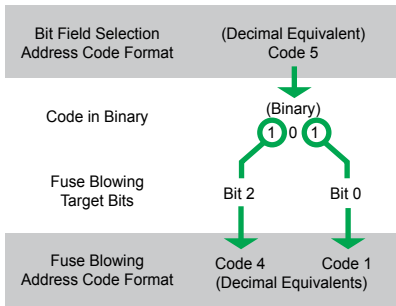 Bit Field Selection
Address Code Format
(Decimal Equivalent)
Code 5
Code in Binary
(Binary)
1 0 1
Fuse Blowing
Target Bits
Bit 2
Bit 0
Fuse Blowing
Address Code Format
Code 4
Code 1
(Decimal Equivalents)